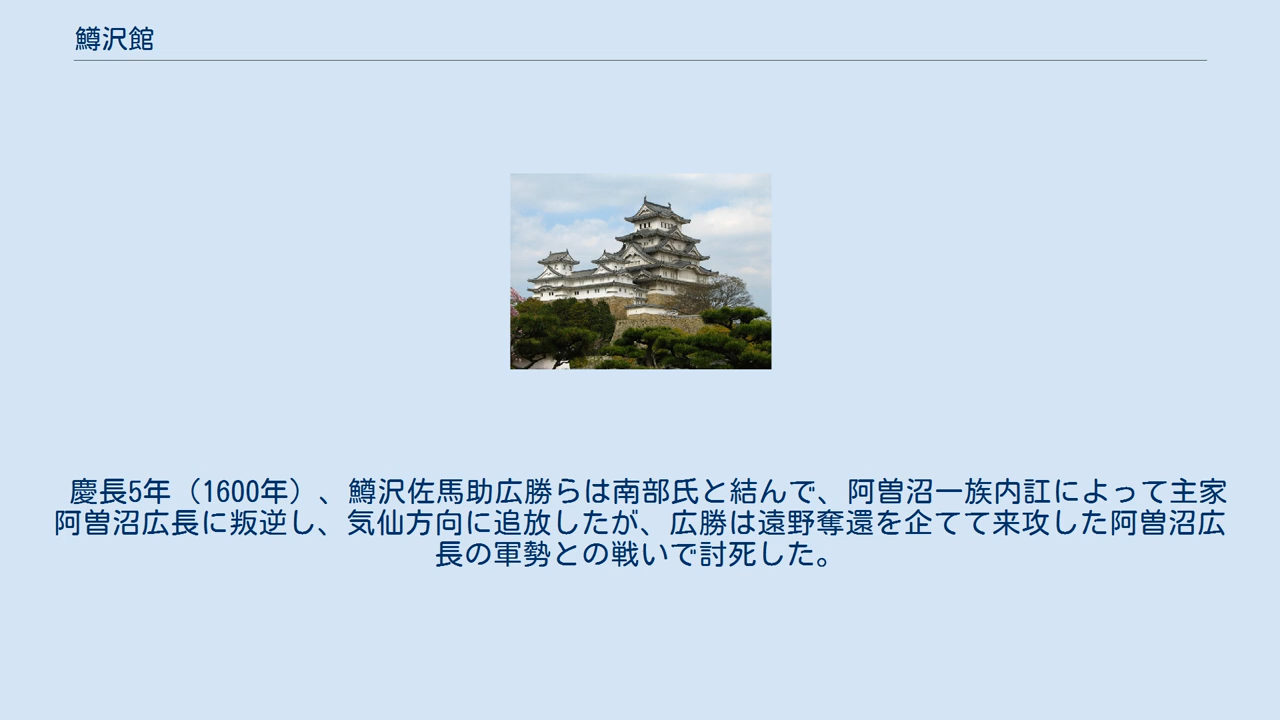 鱒沢館
慶長5年（1600年）、鱒沢佐馬助広勝らは南部氏と結んで、阿曽沼一族内訌によって主家
阿曽沼広長に叛逆し、気仙方向に追放したが、広勝は遠野奪還を企てて来攻した阿曽沼広
長の軍勢との戦いで討死した。